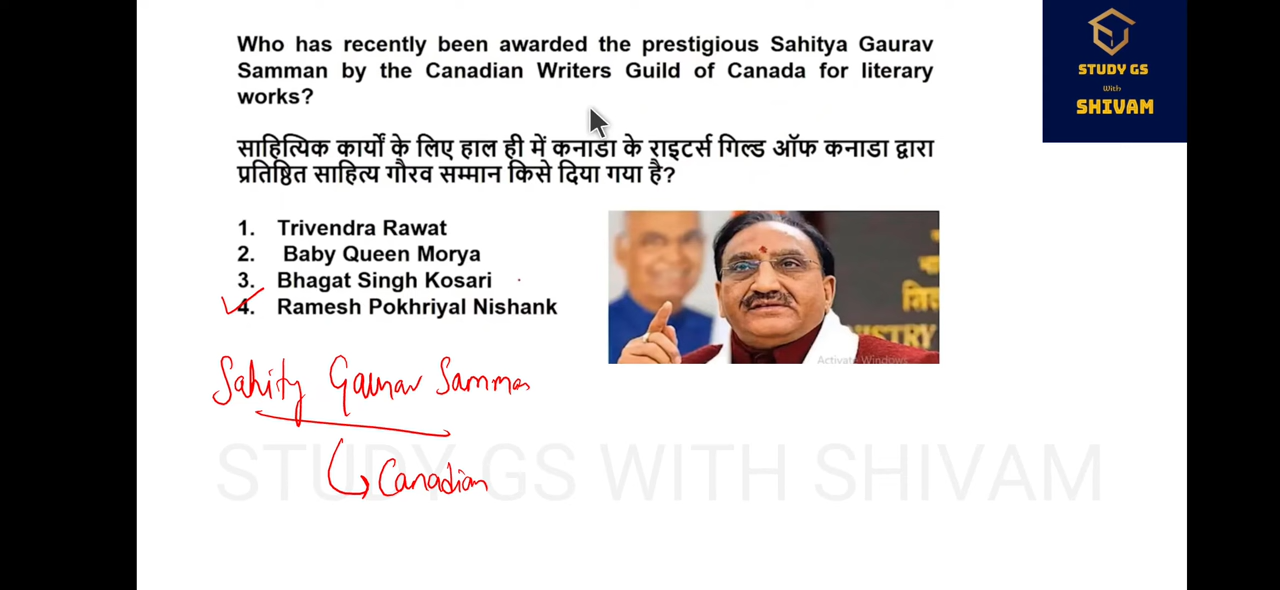 Who has recently been awarded the prestigious Sahitya Gaurav
Samman by the Canadian Writers Guild of Canada for literary
works?
साहित्यिक कार्यों के लिए हाल ही में कनाडा के राइटर्स गिल्ड ऑफ कनाडा द्वारा
प्रतिष्ठित साहित्य गौरव सम्मान किसे दिया गया है?
1. Trivendra Rawat
2. Baby Queen Morya
3. Bhagat Singh Kosari
4. Ramesh Pokhriyal Nishank
Sahity Gaurav Samman
Canadian
STUDY GS WITH SHIVAM
STUDY GS
With
SHIVAM
Activate Windows